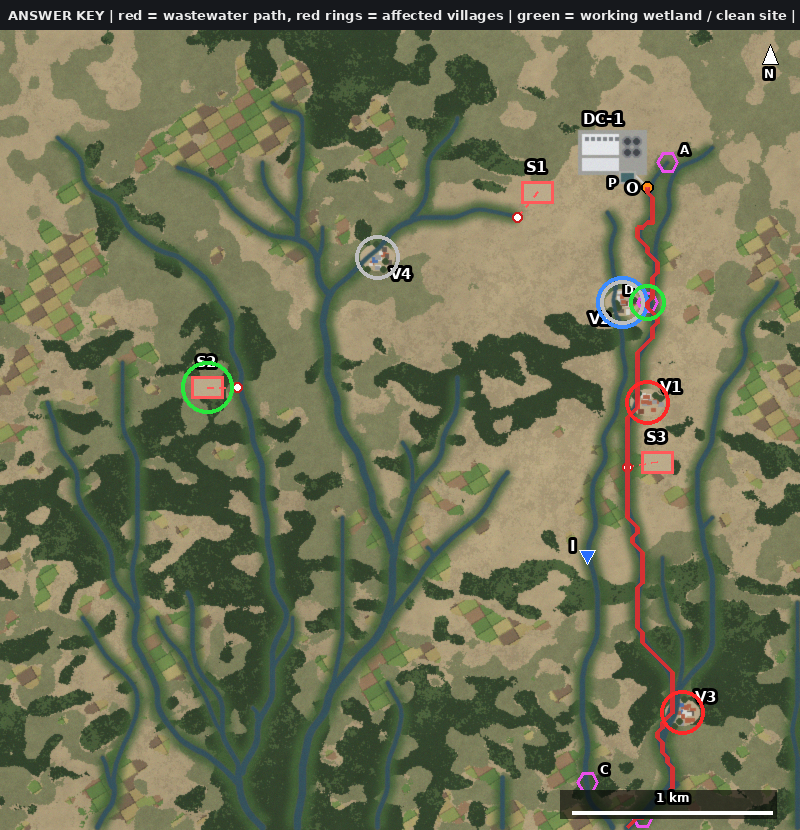 ANSWER KEY | red = wastewater path, red rings = affected villages | green = working wetland / clean site |
N
DC-1
A
S1
P
O
V4
D
S2
V1
S3
I
V3
C
1 km